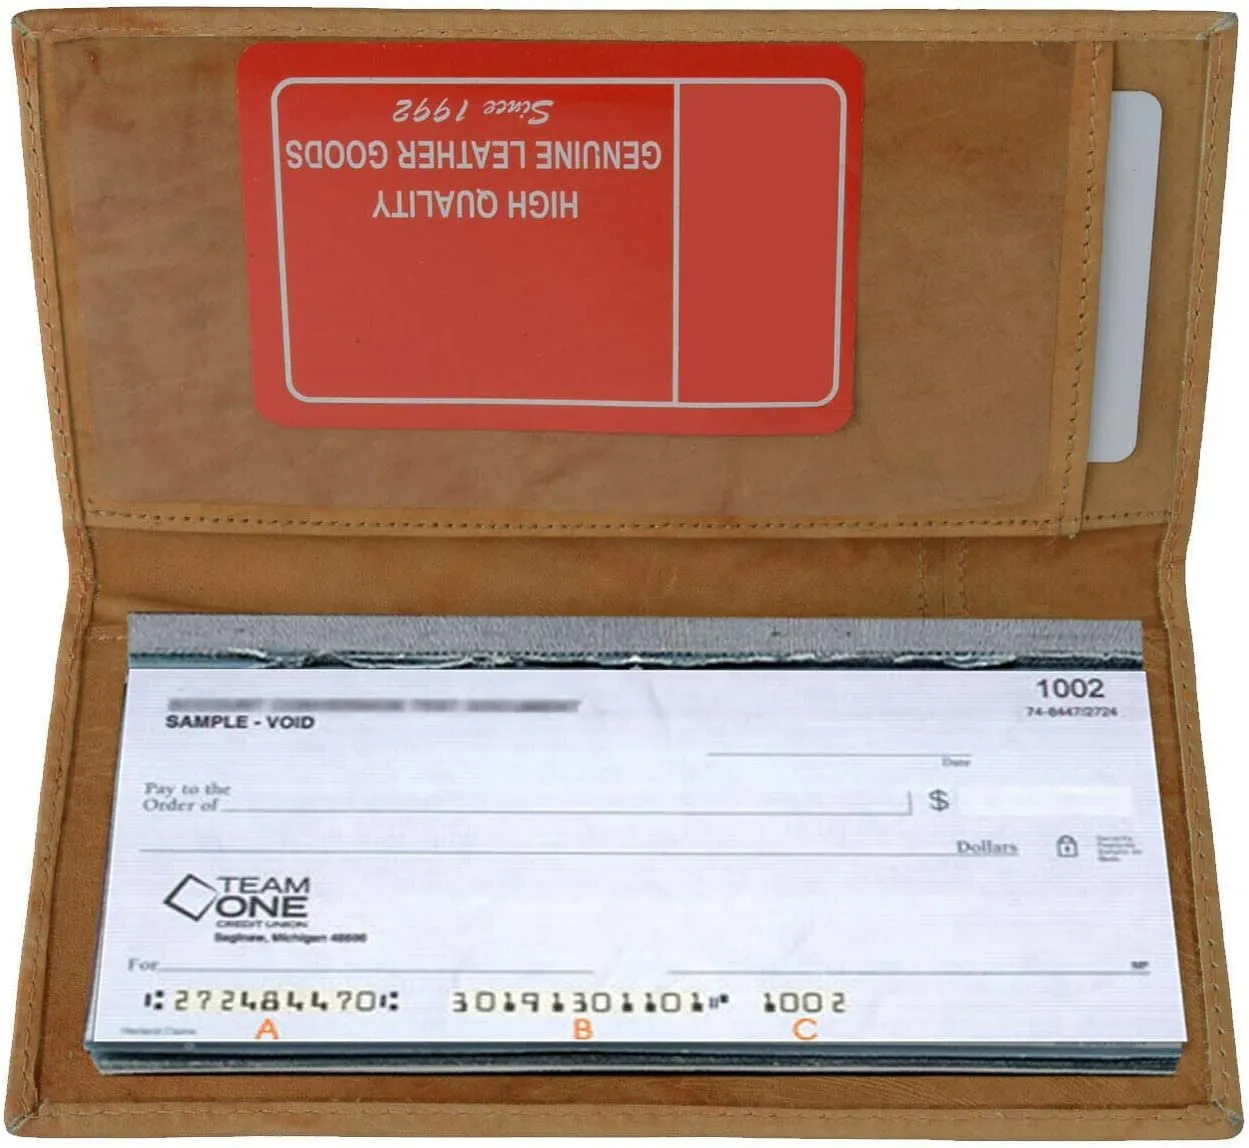 HIGH QUALITY
GENUINE LEATHER GOODS
Since 1992
SAMPLE - VOID
1002
74-8447/2724
Date
Pay to the
Order of
$
Dollars
TEAM
ONE
CREDIT UNION
Saginaw, Michigan
For
MP
⑆272484470⑆ 30191301101⑈ 1002
A B C